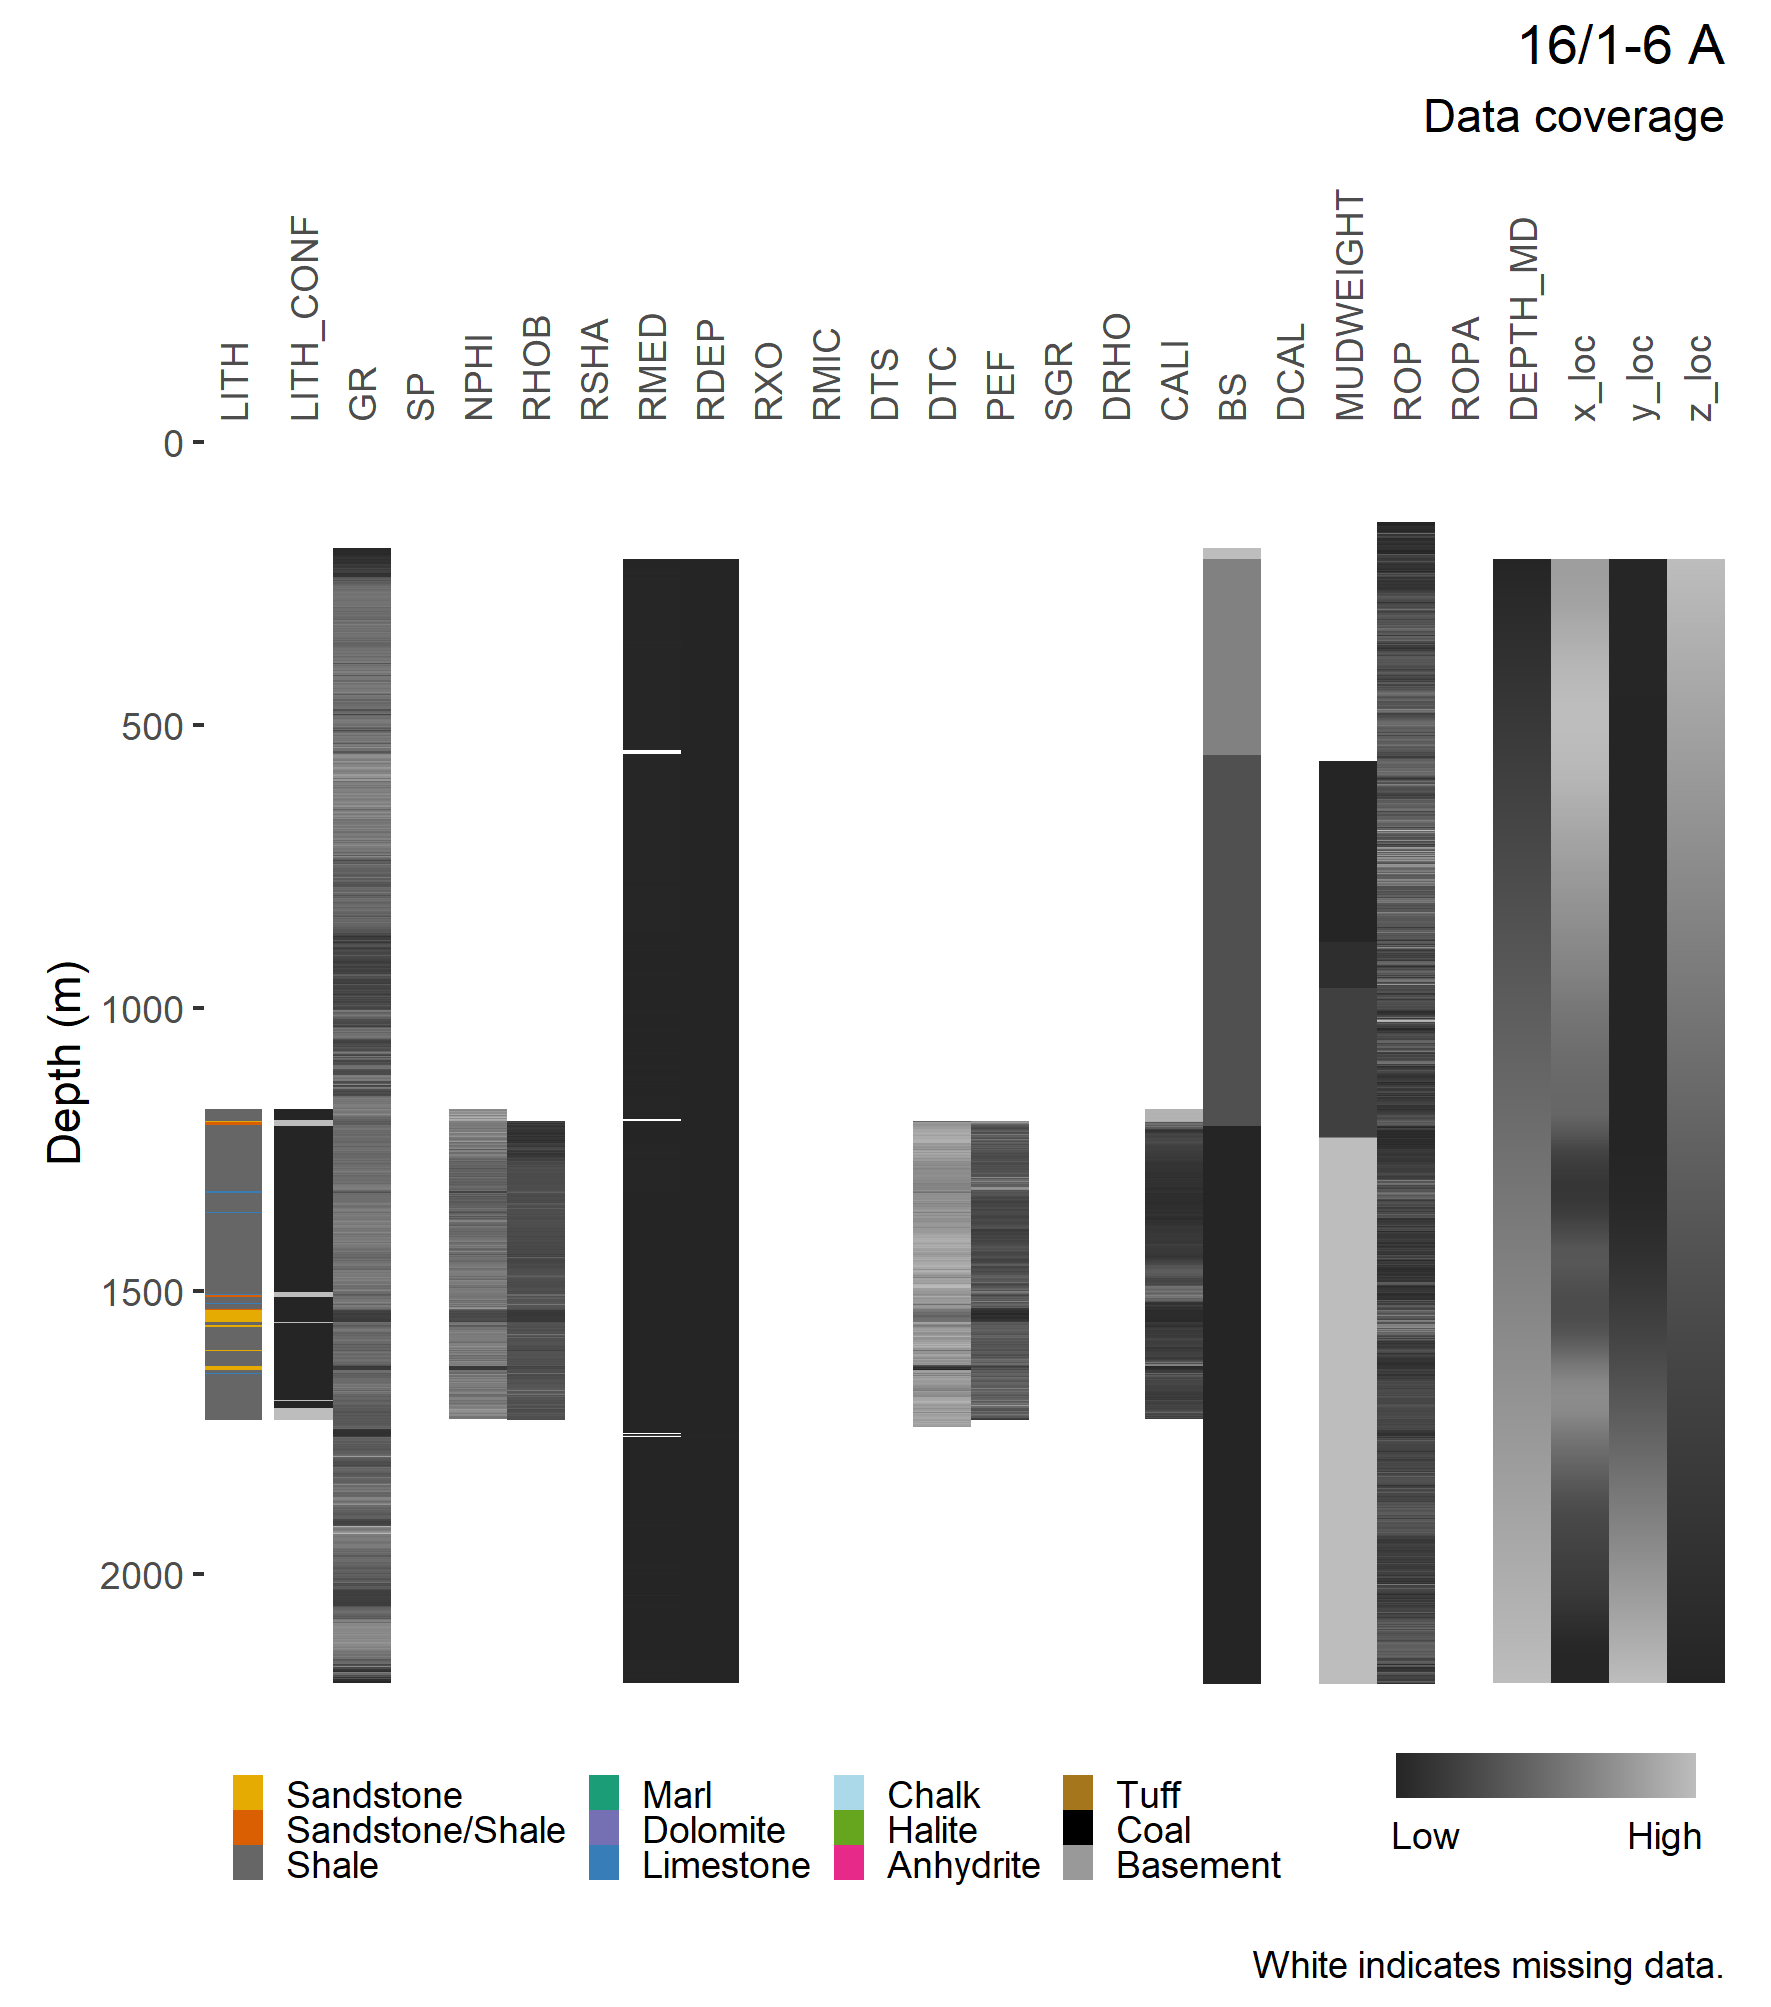 16/1-6 A
Data coverage
LITH
LITH_CONF
GR
SP
NPHI
RHOB
RSHA
RMED
RDEP
RXO
RMIC
DTS
DTC
PEF
SGR
DRHO
CALI
BS
DCAL
MUDWEIGHT
ROP
ROPA
DEPTH_MD
x_loc
y_loc
z_loc
Depth (m)
0
500
1000
1500
2000
Sandstone
Sandstone/Shale
Shale
Marl
Dolomite
Limestone
Chalk
Halite
Anhydrite
Tuff
Coal
Basement
Low
High
White indicates missing data.